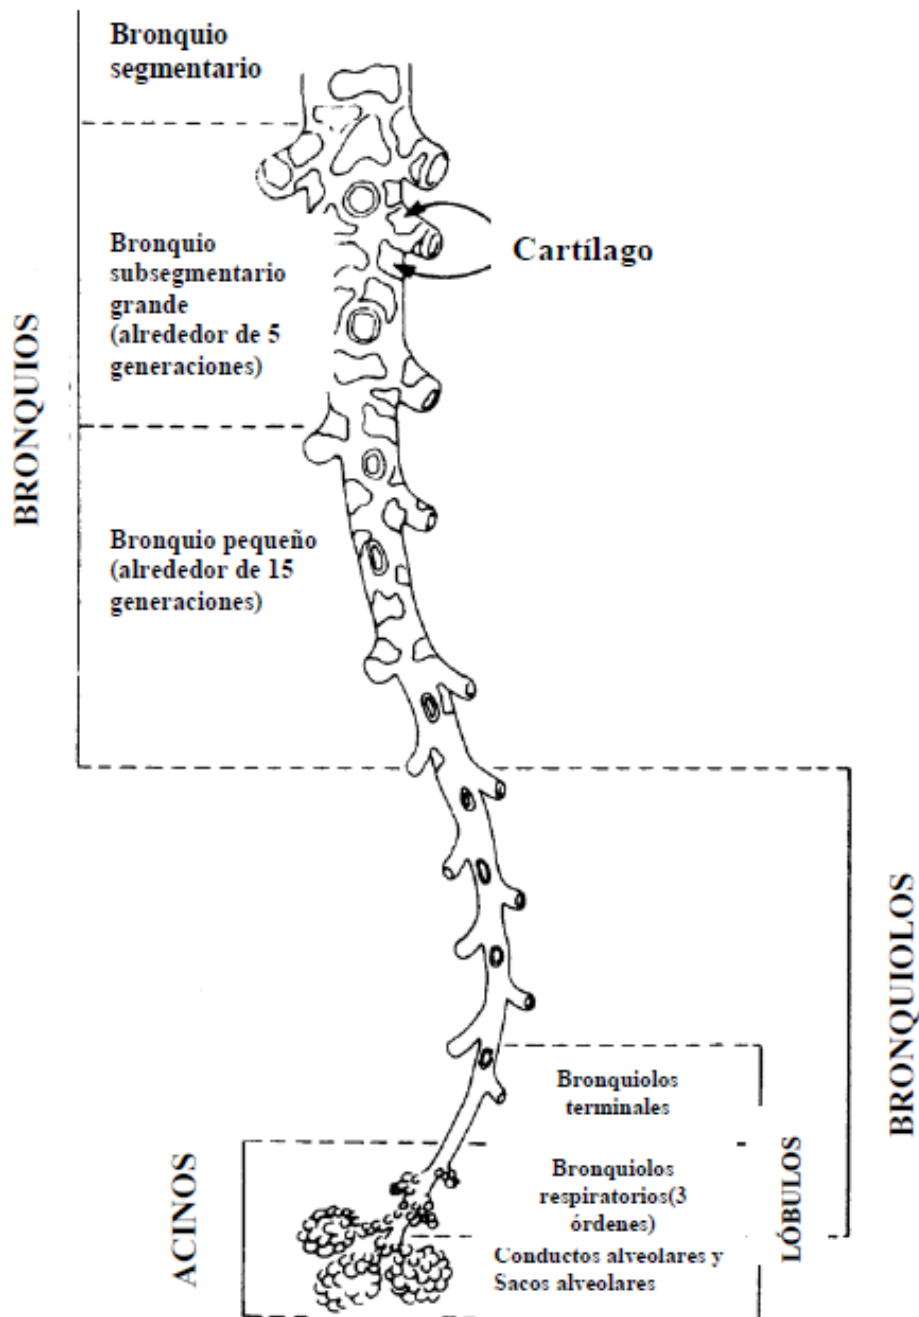 Bronquio
segmentario
Bronquio
subsegmentario
grande
(alrededor de 5
generaciones)
Cartílago
BRONQUIOS
Bronquio pequeño
(alrededor de 15
generaciones)
BRONQUIOLOS
Bronquiolos
terminales
Bronquiolos
respiratorios(3
órdenes)
LÓBULOS
ACINOS
Conductos alveolares y
Sacos alveolares